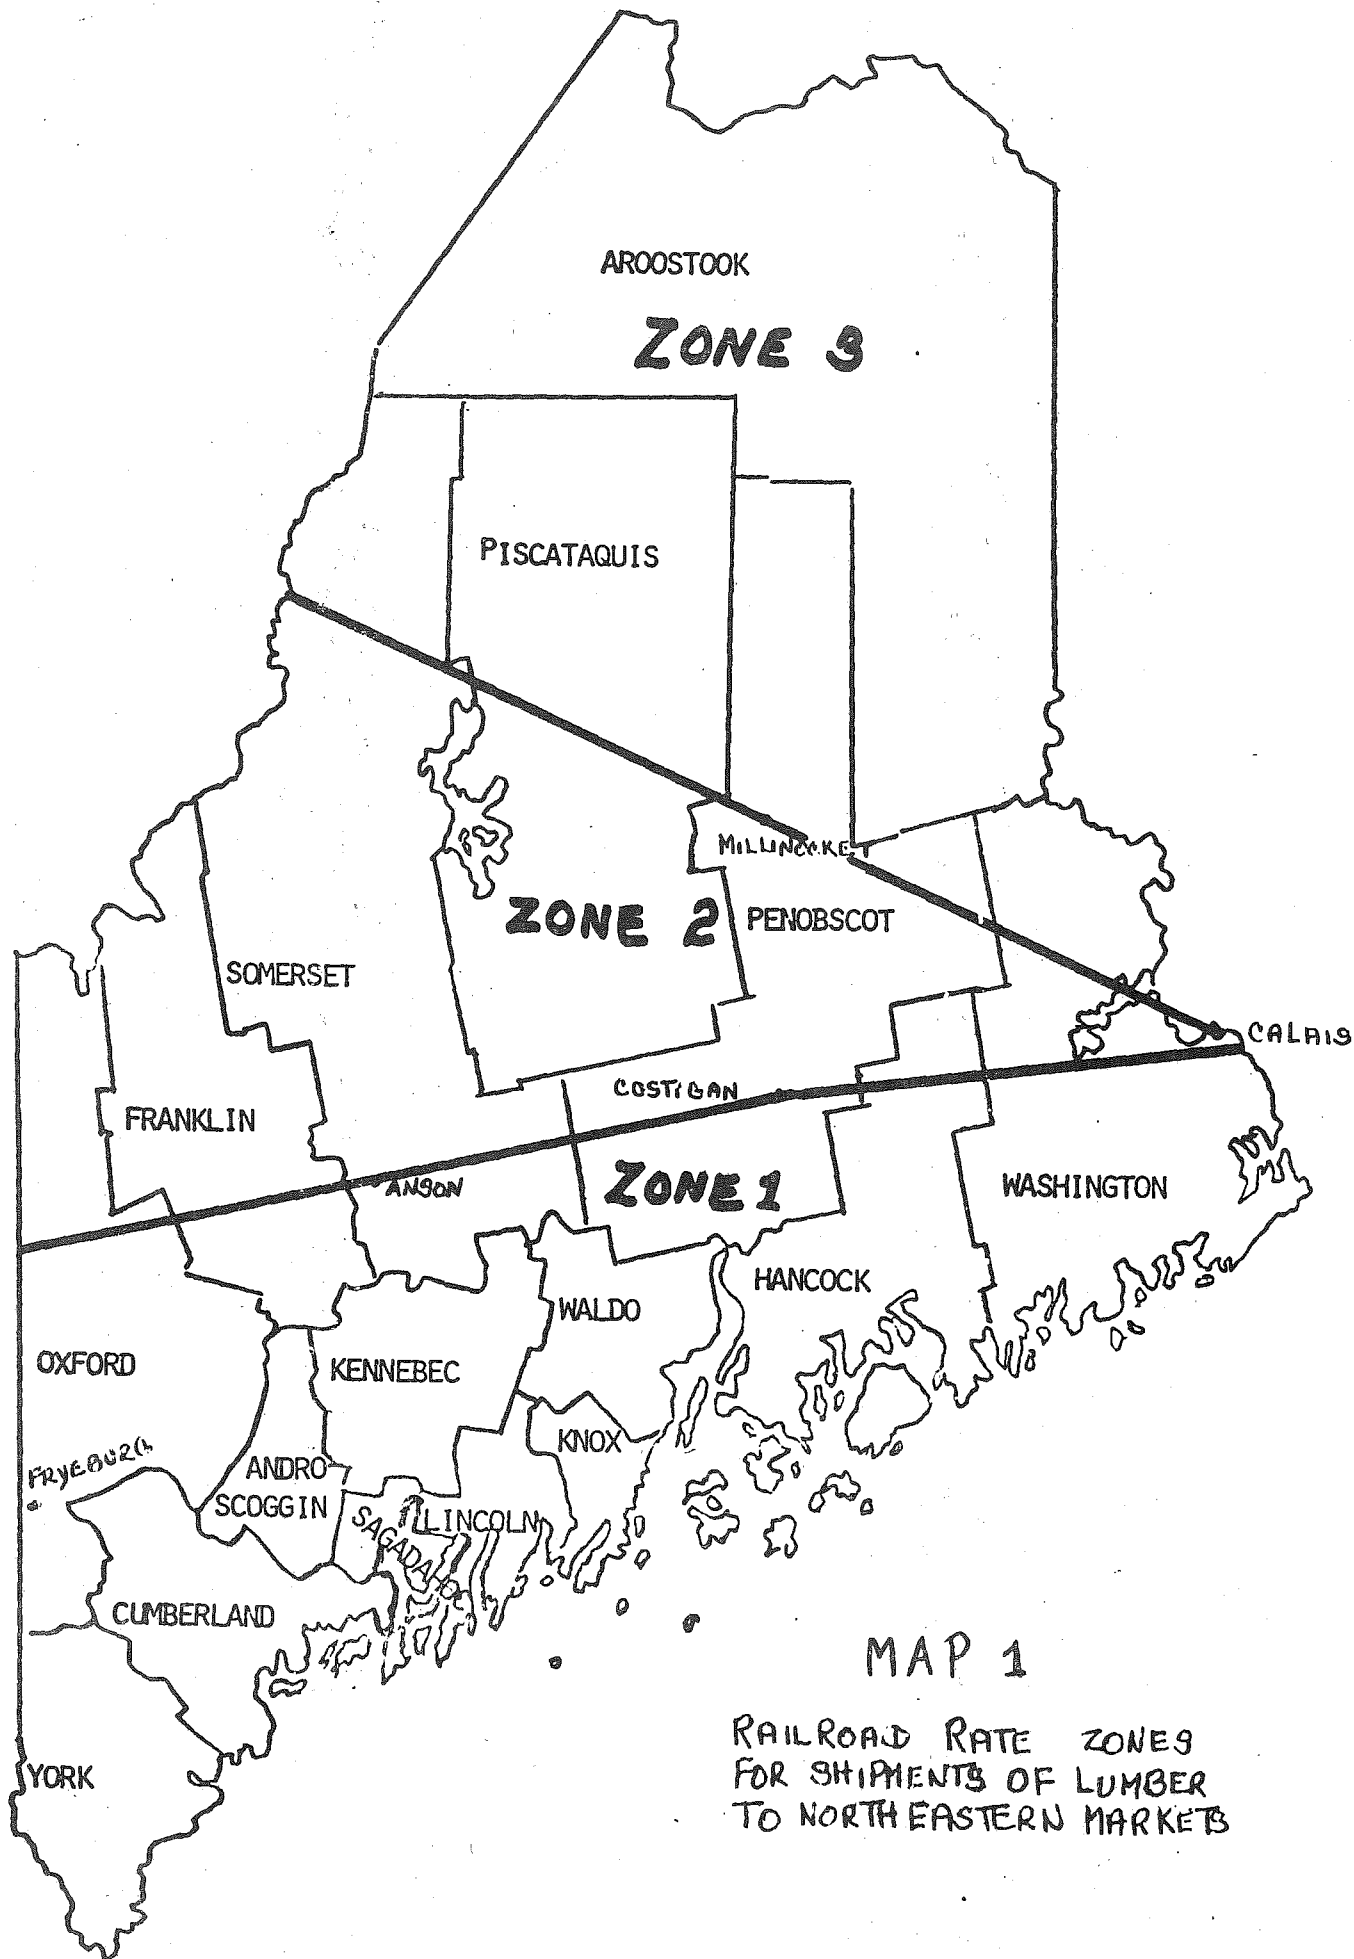 AROOSTOOK
ZONE 3
PISCATAQUIS
MILLINOCKET
ZONE 2
PENOBSCOT
SOMERSET
CALAIS
COSTIGAN
FRANKLIN
ANSON
ZONE 1
WASHINGTON
HANCOCK
WALDO
OXFORD
KENNEBEC
KNOX
FRYEBURG
ANDRO
SCOGGIN
LINCOLN
SAGADAHOC
CUMBERLAND
MAP 1
RAILROAD RATE ZONES
FOR SHIPMENTS OF LUMBER
TO NORTHEASTERN MARKETS
YORK